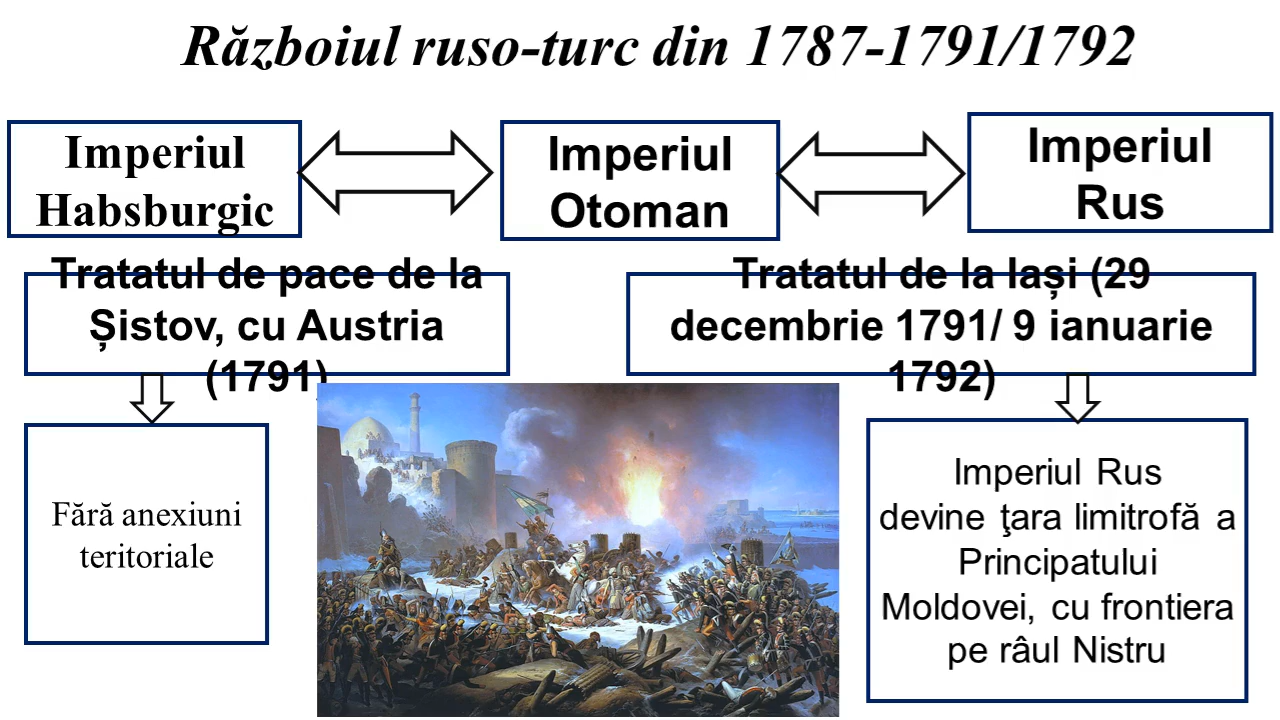 Războiul ruso-turc din 1787-1791/1792
Imperiul
Habsburgic
Imperiul
Otoman
Imperiul
Rus
Tratatul de pace de la
Șistov, cu Austria
(1791)
Tratatul de la Iași (29
decembrie 1791/ 9 ianuarie
1792)
Fără anexiuni
teritoriale
Imperiul Rus
devine ţara limitrofă a
Principatului
Moldovei, cu frontiera
pe râul Nistru